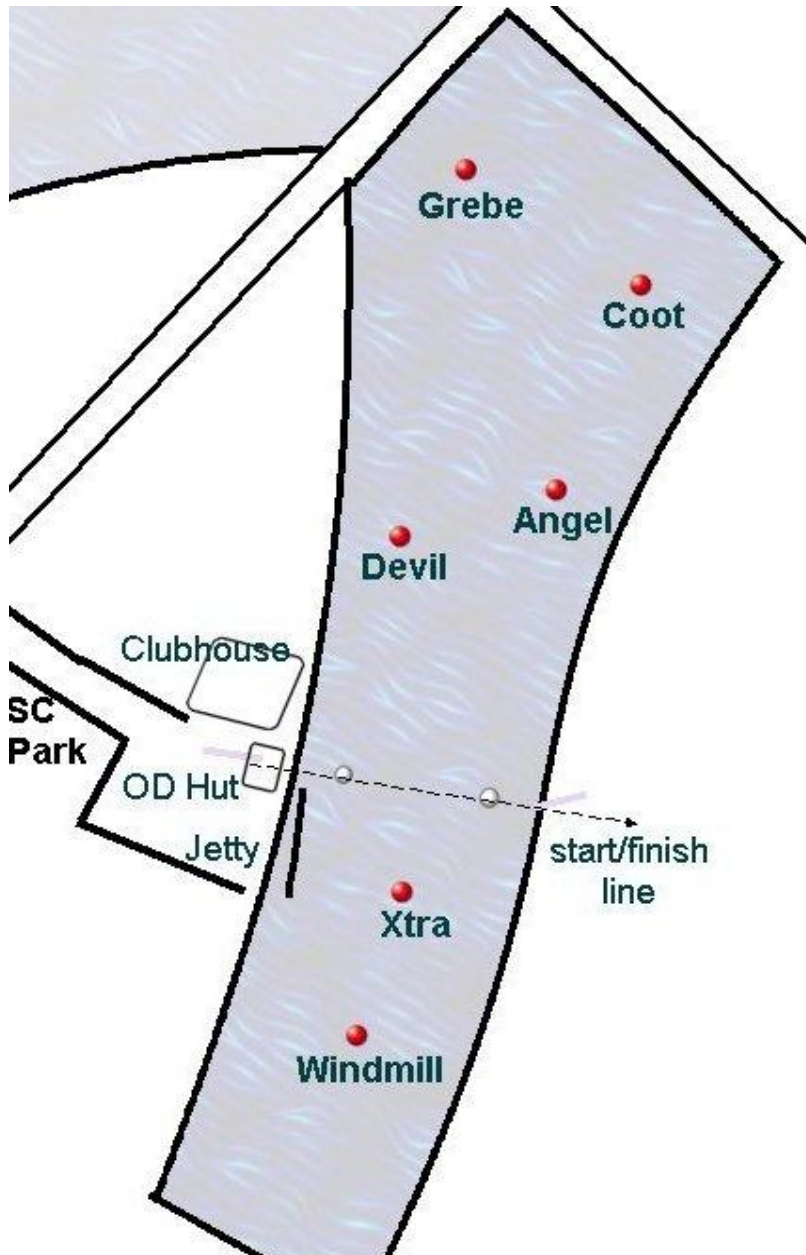 Grebe
Coot
Angel
Devil
Clubhouse
SC
Park
OD Hut
Jetty
start/finish
line
Xtra
Windmill